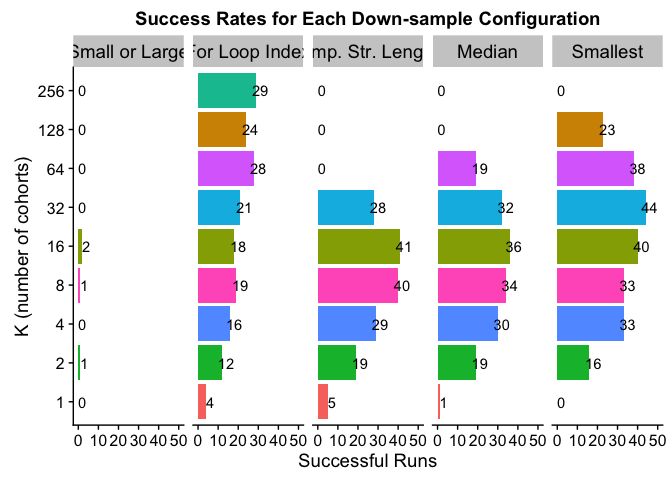 Success Rates for Each Down-sample Configuration
Small or Large For Loop Index mp. Str. Leng Median Smallest
K (number of cohorts)
256 0 29 0 0 0
128 0 24 0 0 23
64 0 28 0 19 38
32 0 21 28 32 44
16 2 18 41 36 40
8 1 19 40 34 33
4 0 16 29 30 33
2 1 12 19 19 16
1 0 4 5 1 0
0 10 20 30 40 50 0 10 20 30 40 50 0 10 20 30 40 50 0 10 20 30 40 50 0 10 20 30 40 50
Successful Runs